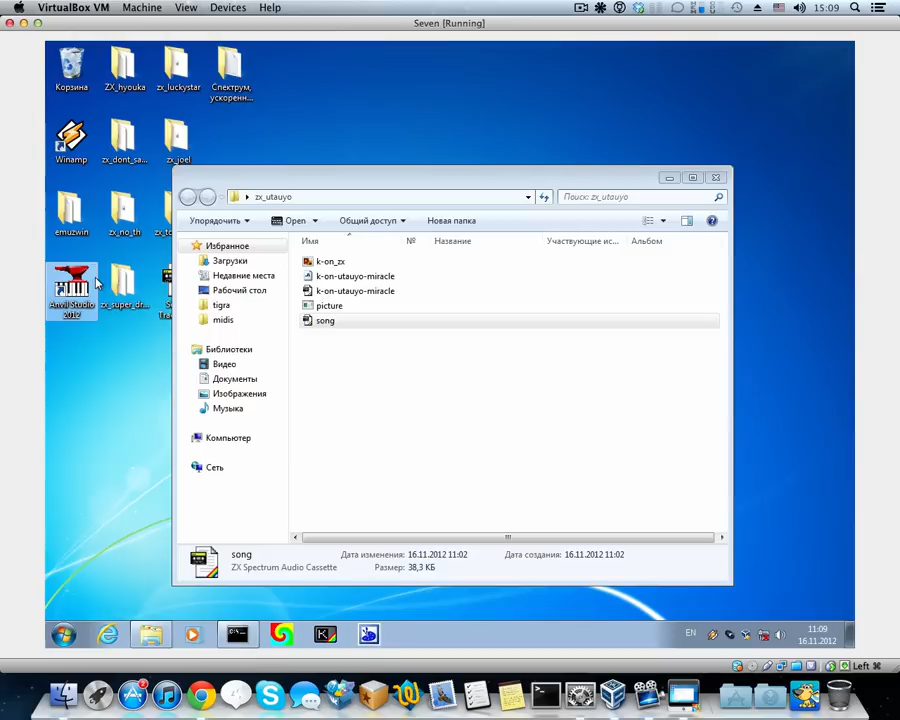 VirtualBox VM Machine View Devices Help 15:09
Seven [Running]
Корзина
ZX_hyouka
zx_luckystar
Спектрум, ускоренн...
Winamp
zx_dont_sa...
zx_joel
emuzwin
zx_no_th
Anvil Studio 2012
zx_super_dr...
zx_utauyo
Поиск: zx_utauyo
Упорядочить Open Общий доступ Новая папка
Имя № Название Участвующие ис... Альбом
Избранное
Загрузки
Недавние места
Рабочий стол
tigra
midis
Библиотеки
Видео
Документы
Изображения
Музыка
Компьютер
Сеть
k-on_zx
k-on-utauyo-miracle
k-on-utauyo-miracle
picture
song
song Дата изменения: 16.11.2012 11:02 Дата создания: 16.11.2012 11:02
ZX Spectrum Audio Cassette Размер: 38,3 КБ
EN 11:09
16.11.2012
Left ⌘